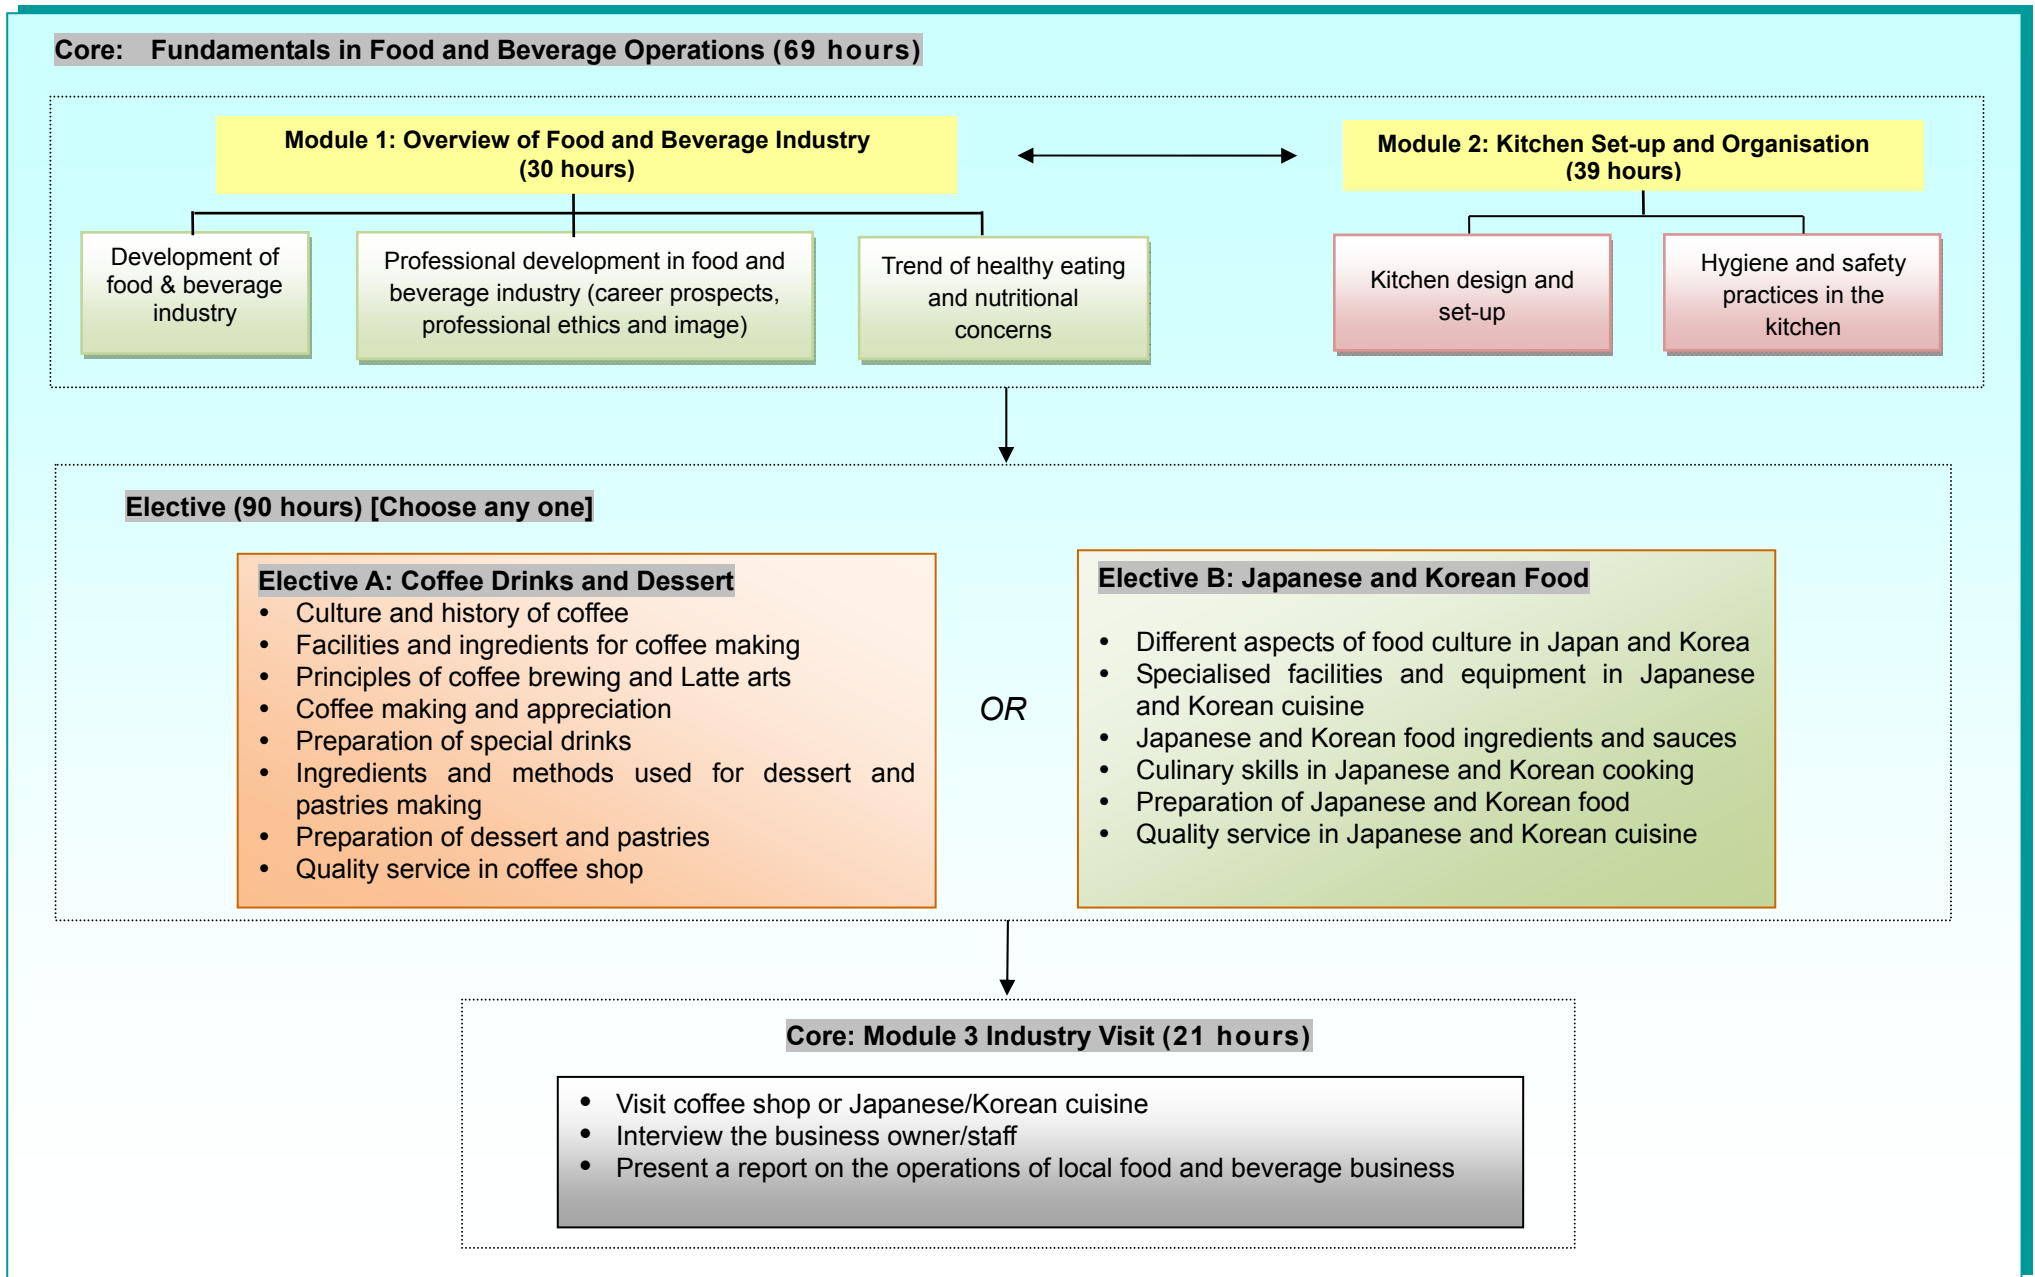 Core: Fundamentals in Food and Beverage Operations (69 hours)
Module 1: Overview of Food and Beverage Industry
(30 hours)
Module 2: Kitchen Set-up and Organisation
(39 hours)
Development of
food & beverage
industry
Professional development in food and
beverage industry (career prospects,
professional ethics and image)
Trend of healthy eating
and nutritional
concerns
Kitchen design and
set-up
Hygiene and safety
practices in the
kitchen
Elective (90 hours) [Choose any one]
Elective A: Coffee Drinks and Dessert
• Culture and history of coffee
• Facilities and ingredients for coffee making
• Principles of coffee brewing and Latte arts
• Coffee making and appreciation
• Preparation of special drinks
• Ingredients and methods used for dessert and
pastries making
• Preparation of dessert and pastries
• Quality service in coffee shop
OR
Elective B: Japanese and Korean Food
• Different aspects of food culture in Japan and Korea
• Specialised facilities and equipment in Japanese
and Korean cuisine
• Japanese and Korean food ingredients and sauces
• Culinary skills in Japanese and Korean cooking
• Preparation of Japanese and Korean food
• Quality service in Japanese and Korean cuisine
Core: Module 3 Industry Visit (21 hours)
• Visit coffee shop or Japanese/Korean cuisine
• Interview the business owner/staff
• Present a report on the operations of local food and beverage business